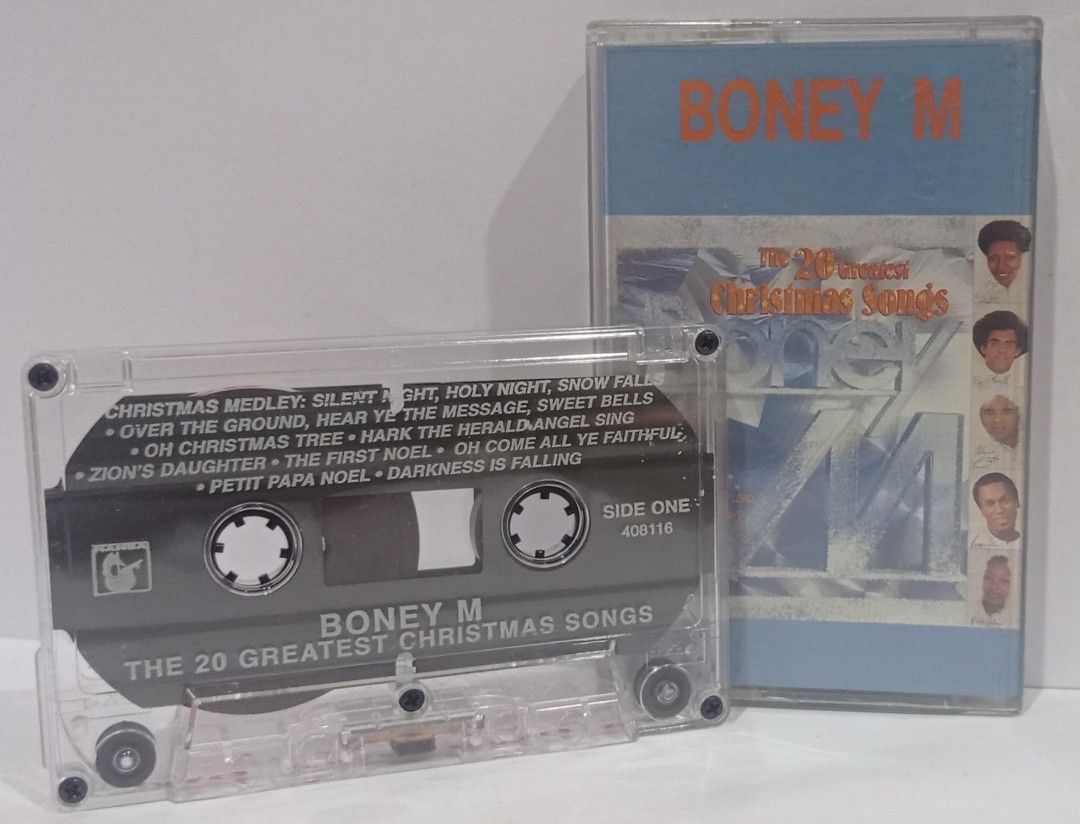 CHRISTMAS MEDLEY: SILENT NIGHT, HOLY NIGHT, SNOW FALLS
• OVER THE GROUND, HEAR YE THE MESSAGE, SWEET BELLS
• OH CHRISTMAS TREE • HARK THE HERALD ANGEL SING
• ZION'S DAUGHTER • THE FIRST NOEL • OH COME ALL YE FAITHFUL
• PETIT PAPA NOEL • DARKNESS IS FALLING
SIDE ONE
408116
BONEY M
THE 20 GREATEST CHRISTMAS SONGS
BONEY M
The 20 Greatest
Christmas Songs
Boney
M
LORD